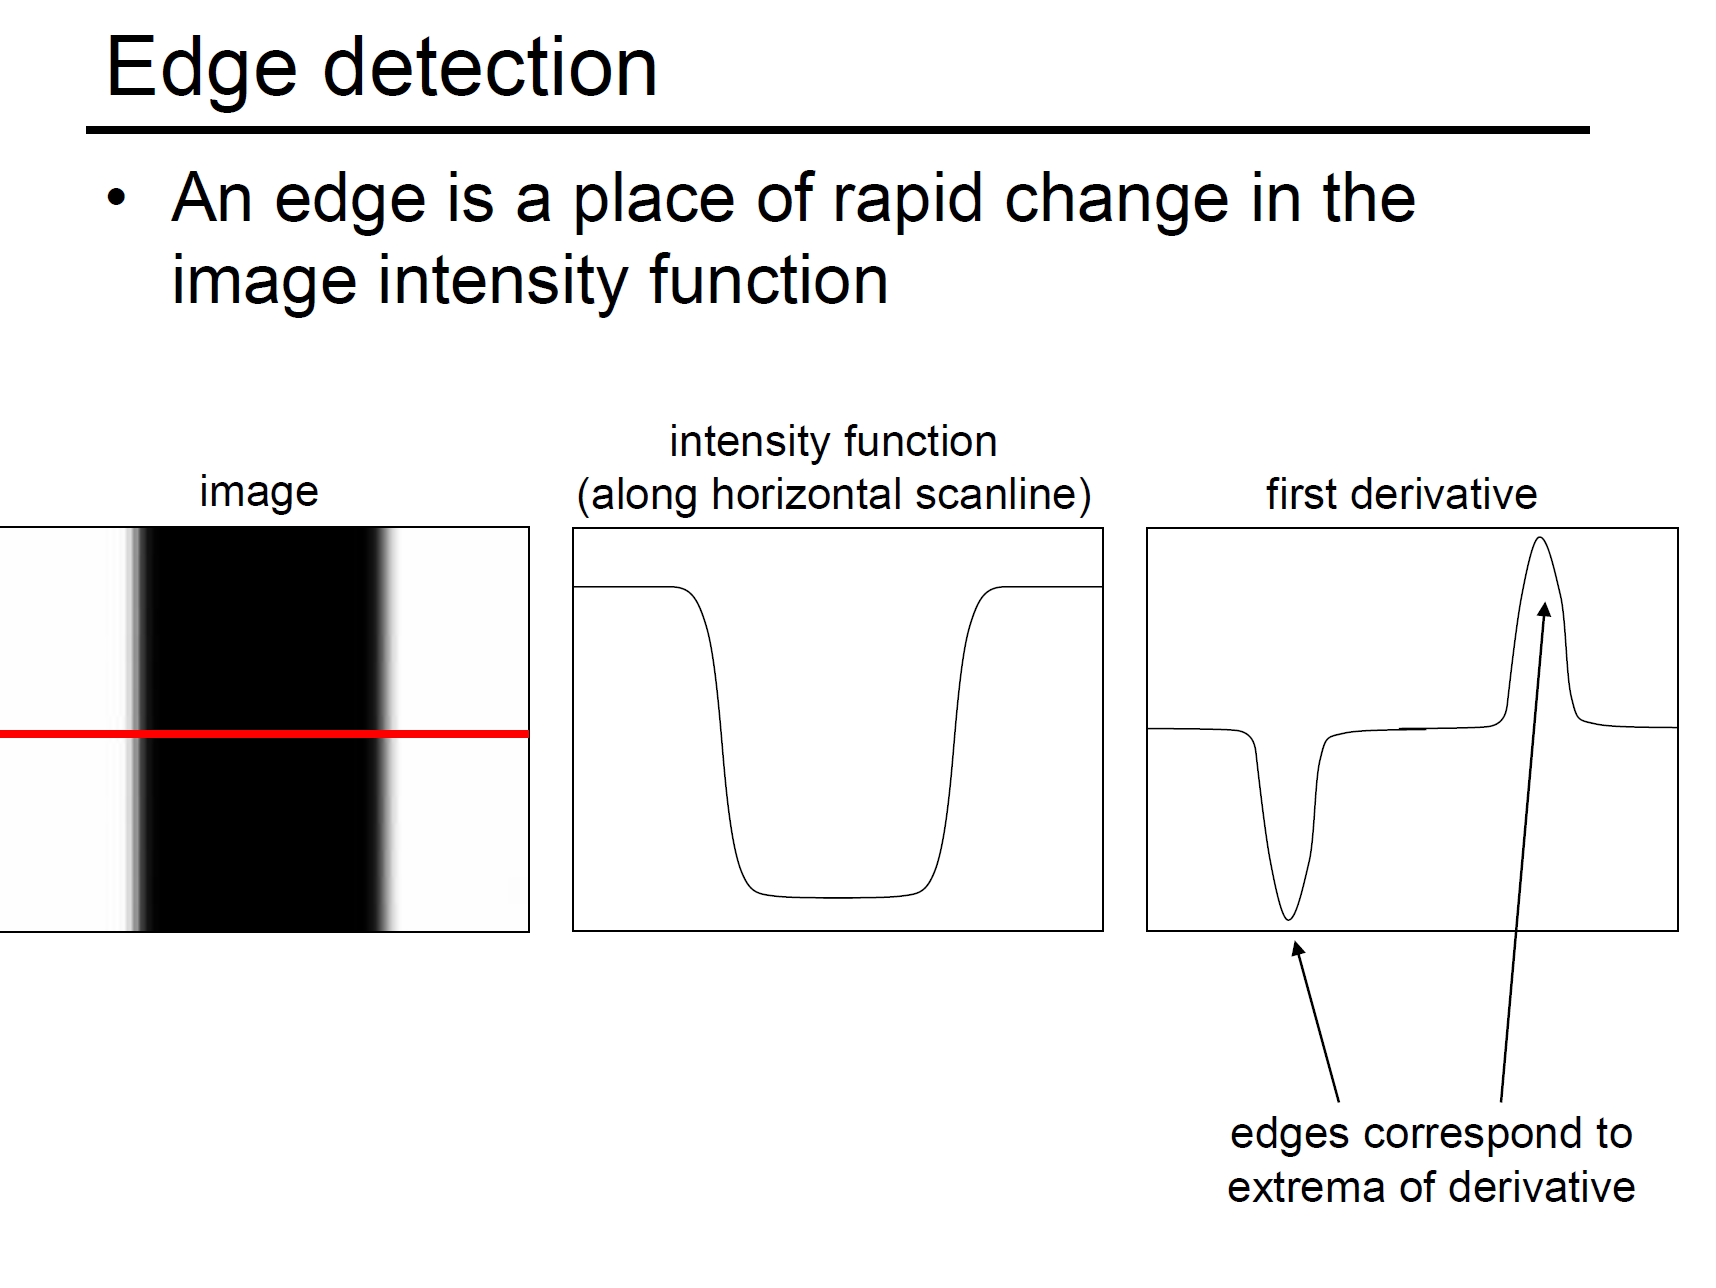 Edge detection
• An edge is a place of rapid change in the
image intensity function
image
intensity function
(along horizontal scanline)
first derivative
edges correspond to
extrema of derivative